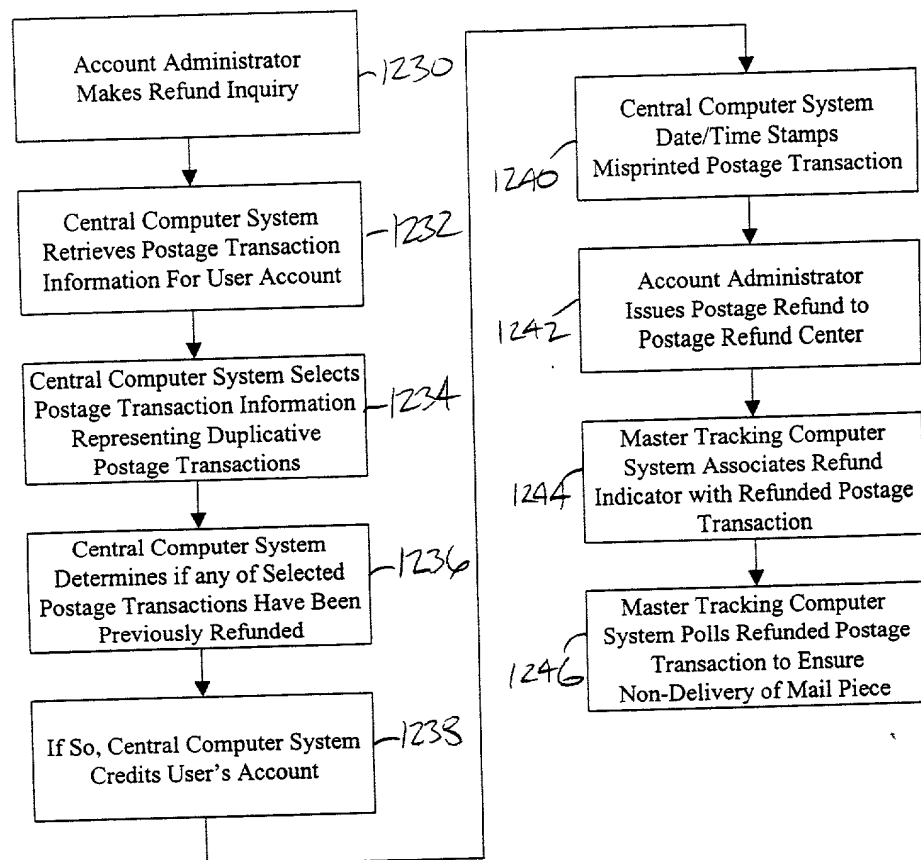 Account Administrator
Makes Refund Inquiry
1230
Central Computer System
Retrieves Postage Transaction
Information For User Account
1232
Central Computer System Selects
Postage Transaction Information
Representing Duplicative
Postage Transactions
1234
Central Computer System
Determines if any of Selected
Postage Transactions Have Been
Previously Refunded
1236
If So, Central Computer System
Credits User's Account
1238
Central Computer System
Date/Time Stamps
Misprinted Postage Transaction
1240
Account Administrator
Issues Postage Refund to
Postage Refund Center
1242
Master Tracking Computer
System Associates Refund
Indicator with Refunded Postage
Transaction
1244
Master Tracking Computer
System Polls Refunded Postage
Transaction to Ensure
Non-Delivery of Mail Piece
1246